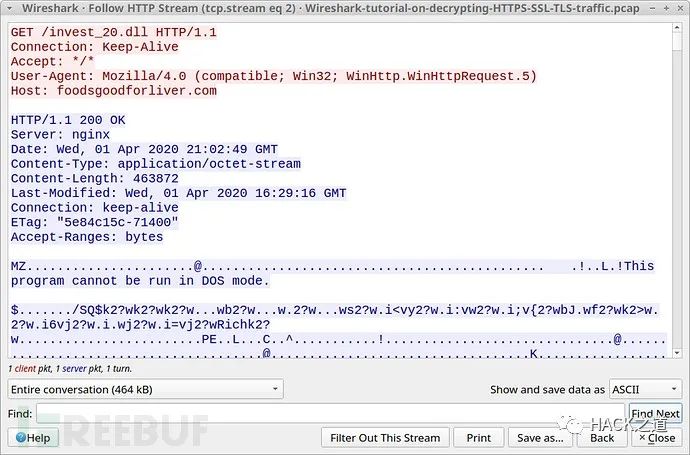 Wireshark · Follow HTTP Stream (tcp.stream eq 2) · Wireshark-tutorial-on-decrypting-HTTPS-SSL-TLS-traffic.pcap
GET /invest_20.dll HTTP/1.1
Connection: Keep-Alive
Accept: */*
User-Agent: Mozilla/4.0 (compatible; Win32; WinHttp.WinHttpRequest.5)
Host: foodsgoodforliver.com
HTTP/1.1 200 OK
Server: nginx
Date: Wed, 01 Apr 2020 21:02:49 GMT
Content-Type: application/octet-stream
Content-Length: 463872
Last-Modified: Wed, 01 Apr 2020 16:29:16 GMT
Connection: keep-alive
ETag: "5e84c15c-71400"
Accept-Ranges: bytes
MZ......................@.............................................. .!..L.!This
program cannot be run in DOS mode.
$......./SQ$k2?wk2?wk2?w...wb2?w...w.2?w...ws2?w.i<vy2?w.i:vw2?w.i;v{2?wbJ.wf2?wk2>w.
2?w.i6vj2?w.i.wj2?w.i=vj2?wRichk2?
w........................PE..L...C..^...........!.............................@......
.................................@.....................................K.................
1 client pkt, 1 server pkt, 1 turn.
Entire conversation (464 kB) Show and save data as ASCII
Find: Find Next
Help Filter Out This Stream Print Save as... Back Close
REEBUF
HACK之道